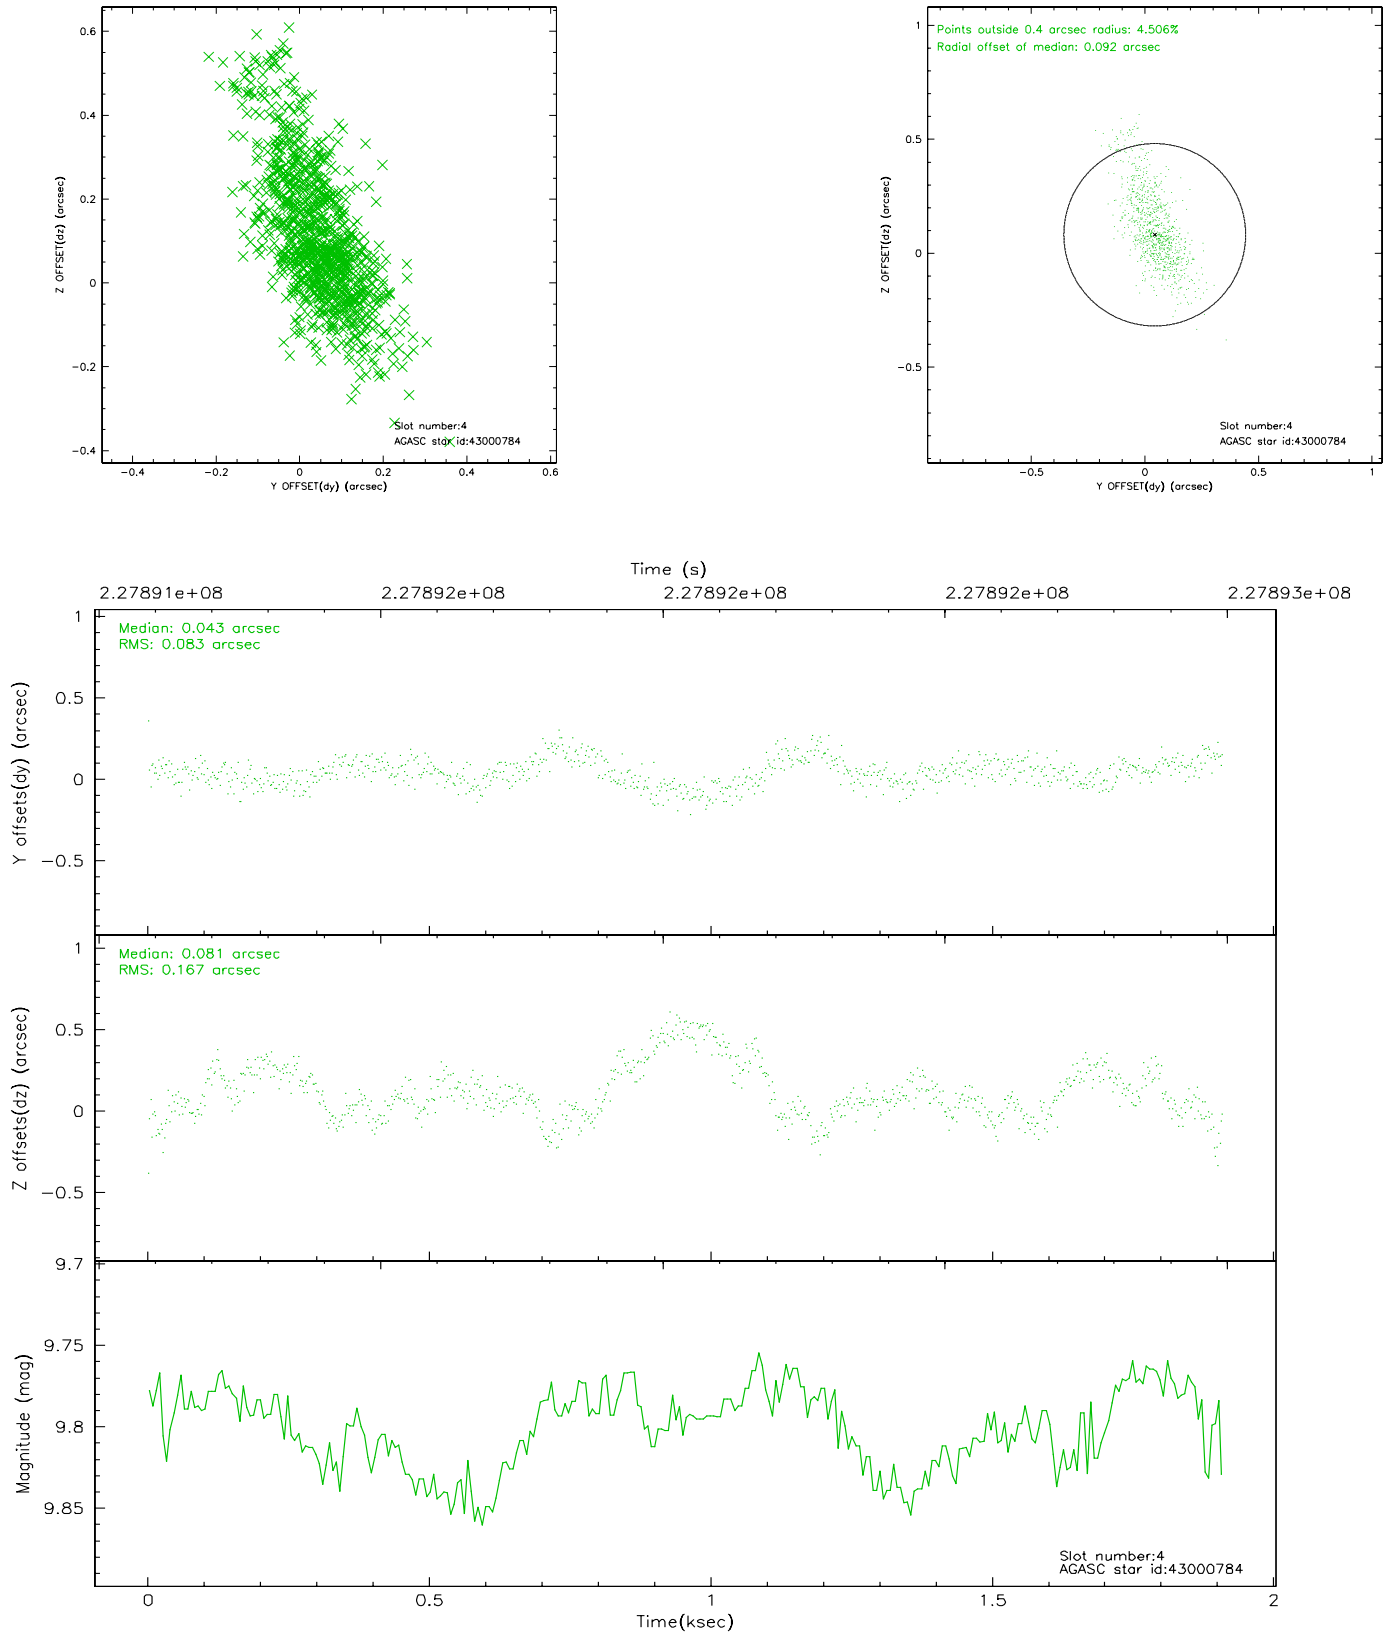 0.6
0.4
0.2
0
−0.2
−0.4
Z OFFSET(dz) (arcsec)
Slot number:4
AGASC star id:43000784
−0.4 −0.2 0 0.2 0.4 0.6
Y OFFSET(dy) (arcsec)
Points outside 0.4 arcsec radius: 4.506%
Radial offset of median: 0.092 arcsec
1
0.5
0
−0.5
Z OFFSET(dz) (arcsec)
Slot number:4
AGASC star id:43000784
−0.5 0 0.5 1
Y OFFSET(dy) (arcsec)
Time (s)
2.27891e+08 2.27892e+08 2.27892e+08 2.27892e+08 2.27893e+08
Median: 0.043 arcsec
RMS: 0.083 arcsec
1
0.5
0
−0.5
Y offsets(dy) (arcsec)
Median: 0.081 arcsec
RMS: 0.167 arcsec
1
0.5
0
−0.5
Z offsets(dz) (arcsec)
9.7
9.75
9.8
9.85
Magnitude (mag)
Slot number:4
AGASC star id:43000784
0 0.5 1 1.5 2
Time(ksec)